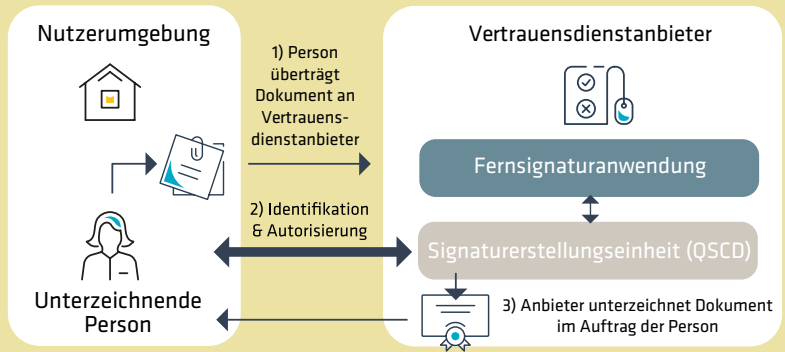 Nutzerumgebung
1) Person
überträgt
Dokument an
Vertrauens-
dienstanbieter
2) Identifikation
& Autorisierung
Unterzeichnende
Person
Vertrauensdienstanbieter
Fernsignaturanwendung
Signaturerstellungseinheit (QSCD)
3) Anbieter unterzeichnet Dokument
im Auftrag der Person